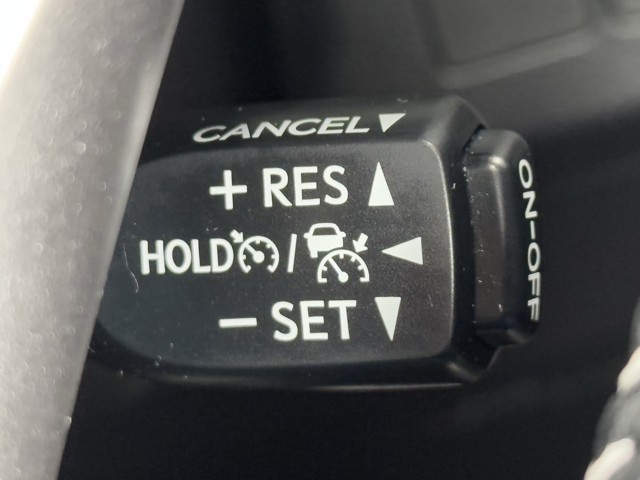 CANCEL
+ RES
HOLD /
- SET
ON-OFF